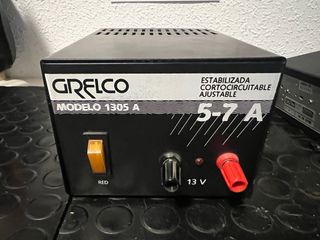 GRELCO
MODELO 1305 A
ESTABILIZADA
CORTOCIRCUITABLE
AJUSTABLE
5-7 A
RED
13 V